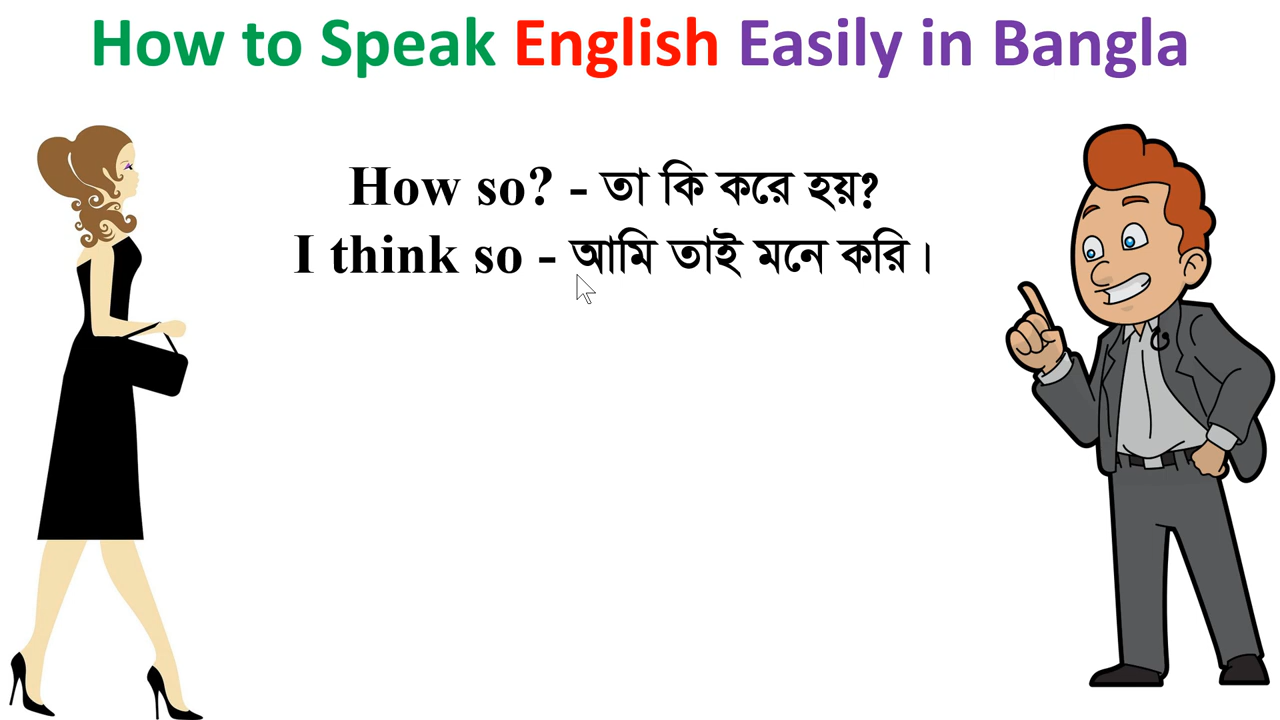 How to Speak English Easily in Bangla
How so? - তা কি করে হয়?
I think so - আমি তাই মনে করি।